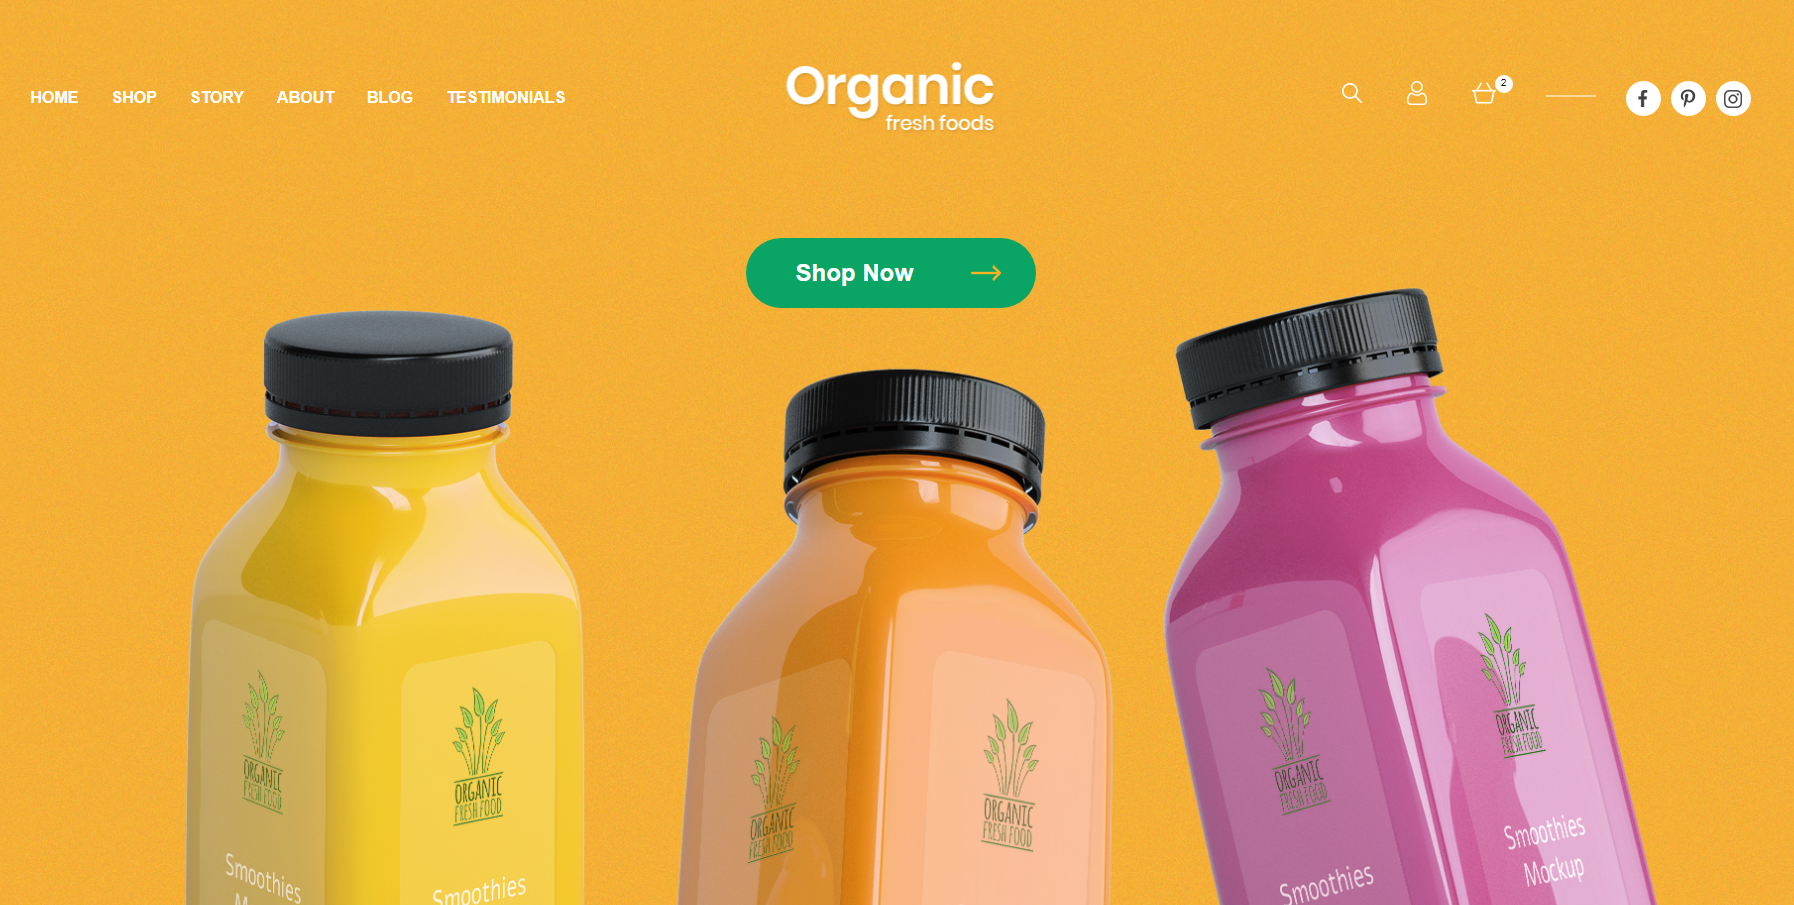 HOME SHOP STORY ABOUT BLOG TESTIMONIALS
Organic
fresh foods
2
Shop Now
ORGANIC
FRESH FOOD
Smoothies
ORGANIC
FRESH FOOD
Smoothies
ORGANIC
FRESH FOOD
ORGANIC
FRESH FOOD
ORGANIC
FRESH FOOD
Smoothies
ORGANIC
FRESH FOOD
Smoothies
Mockup